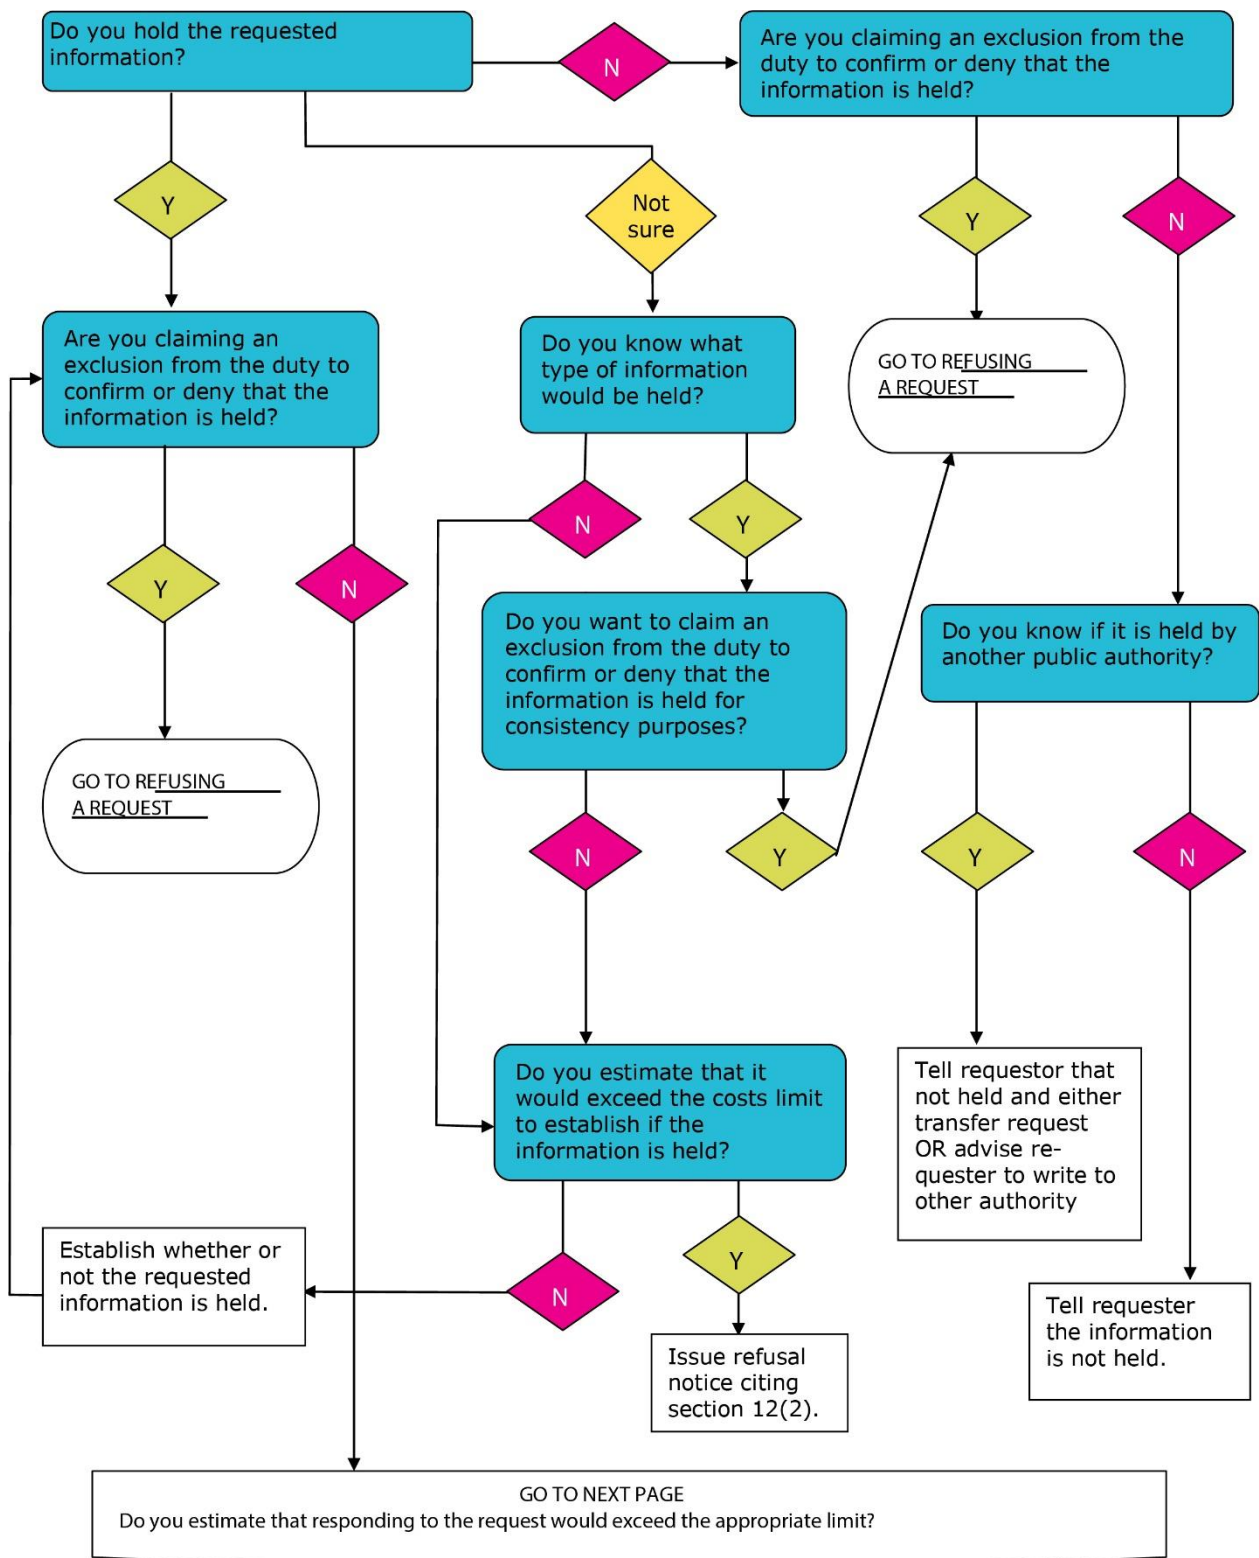 Do you hold the requested
information?
N
Are you claiming an exclusion from the
duty to confirm or deny that the
information is held?
Y
Not
sure
Y
N
Are you claiming an
exclusion from the duty to
confirm or deny that the
information is held?
Do you know what
type of information
would be held?
GO TO REFUSING
A REQUEST
N
Y
Y
N
Do you want to claim an
exclusion from the duty to
confirm or deny that the
information is held for
consistency purposes?
Do you know if it is held by
another public authority?
GO TO REFUSING
A REQUEST
N
Y
Y
N
Do you estimate that it
would exceed the costs limit
to establish if the
information is held?
Tell requestor that
not held and either
transfer request
OR advise re-
quester to write to
other authority
Establish whether or
not the requested
information is held.
N
Y
Tell requester
the information
is not held.
Issue refusal
notice citing
section 12(2).
GO TO NEXT PAGE
Do you estimate that responding to the request would exceed the appropriate limit?